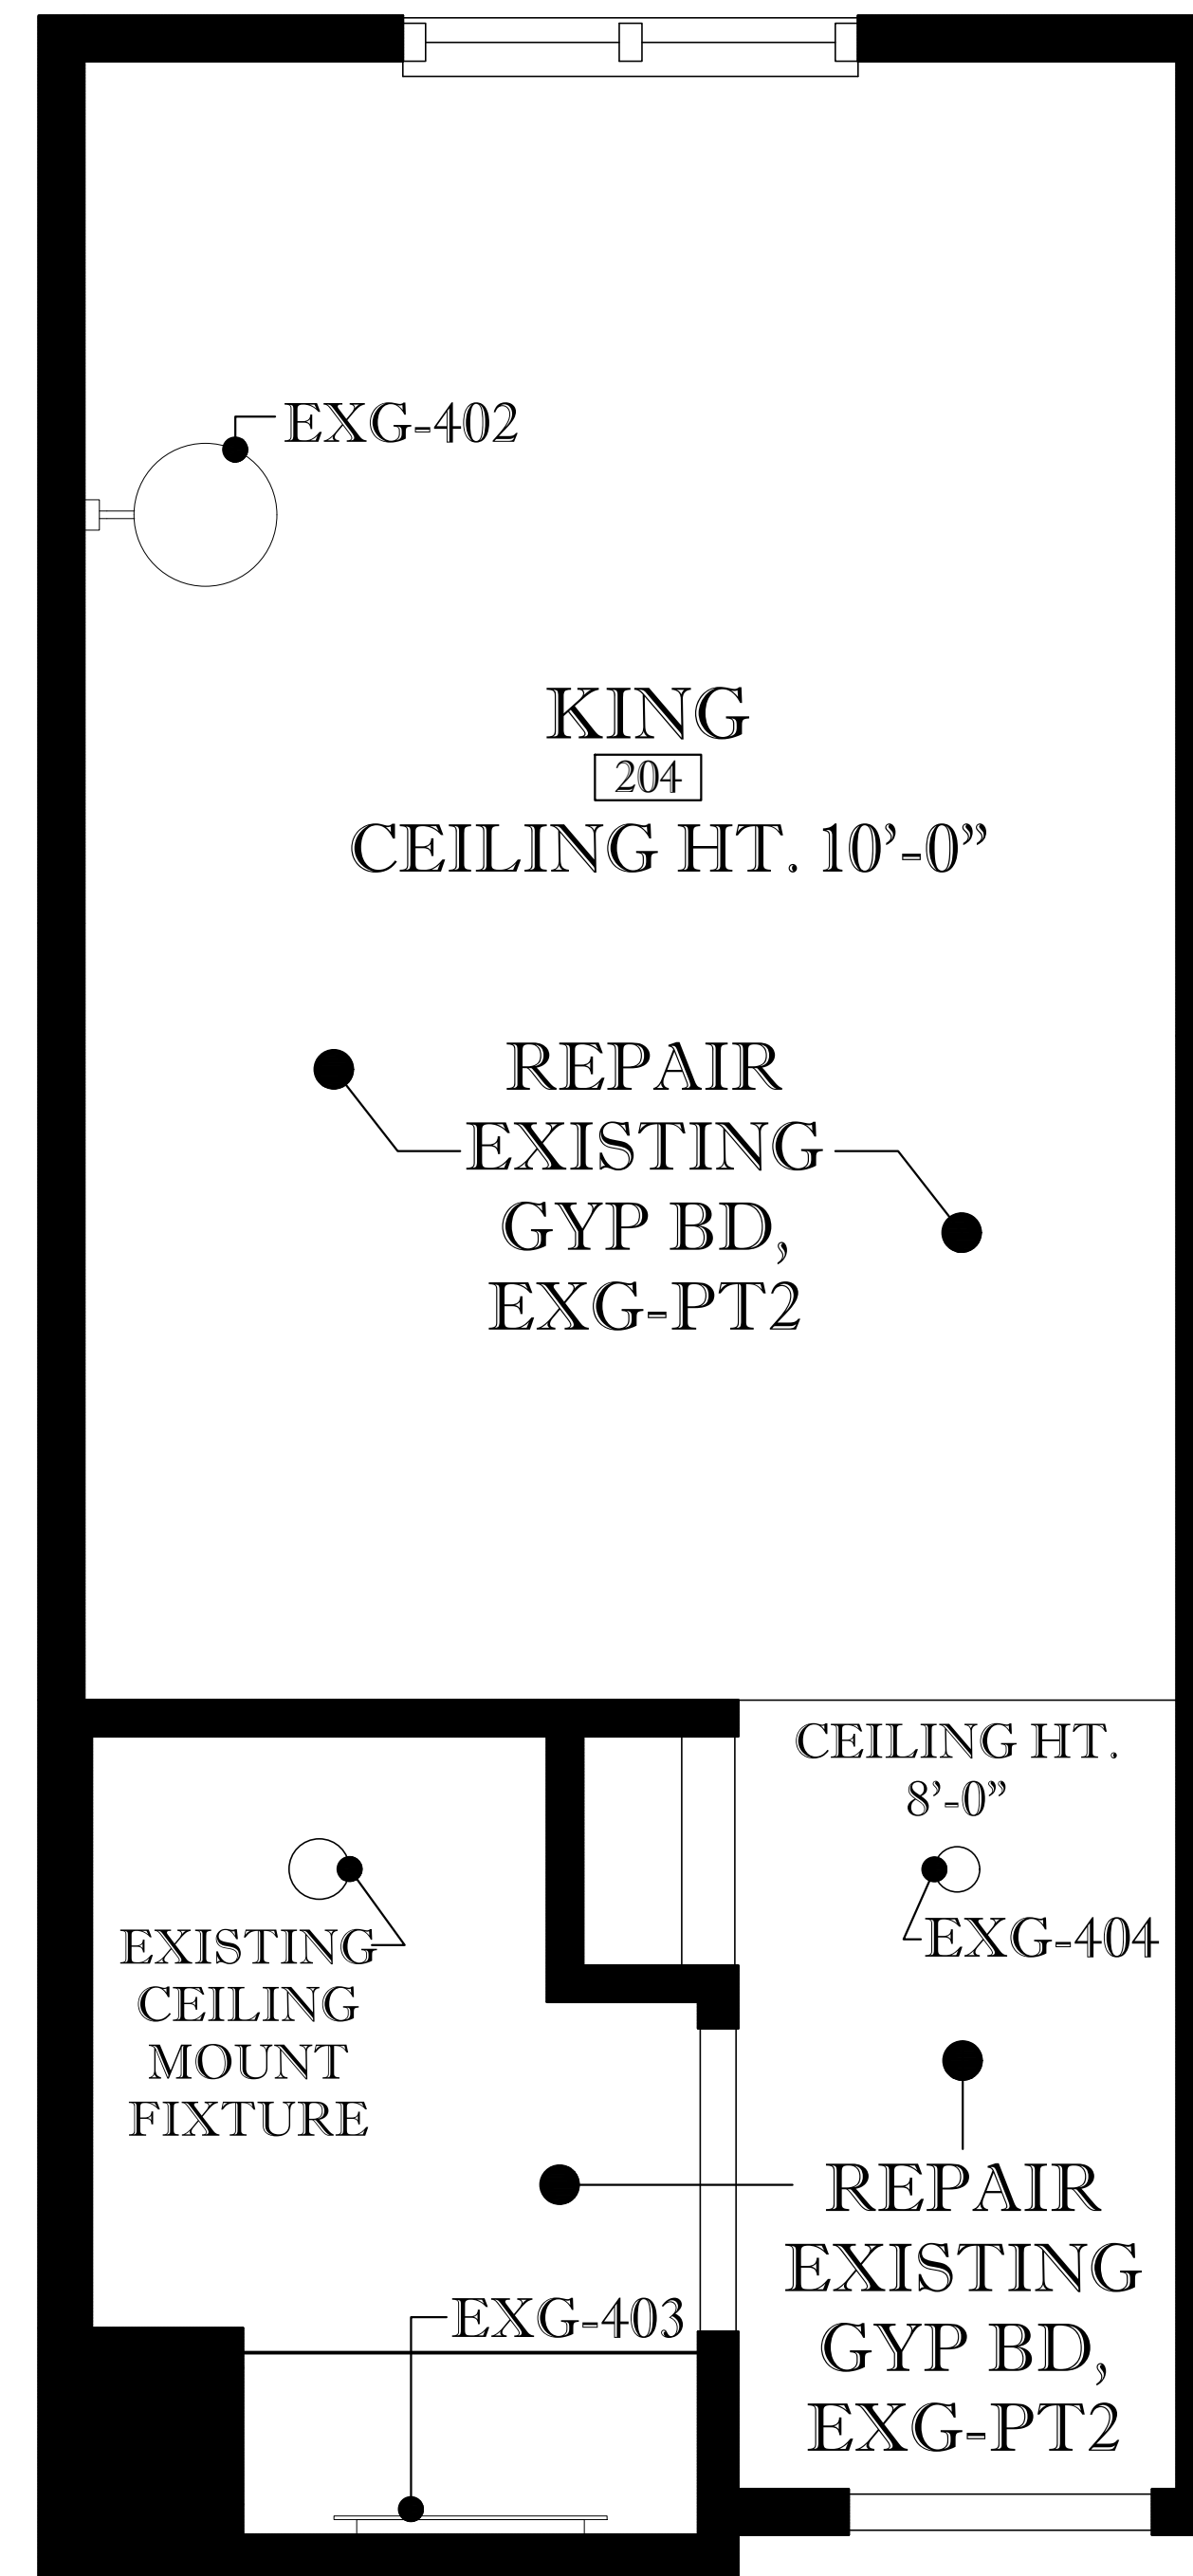 EXG-402
KING
204
CEILING HT. 10’-0”
REPAIR
EXISTING
GYP BD,
EXG-PT2
CEILING HT.
8’-0”
EXG-404
EXISTING
CEILING
MOUNT
FIXTURE
REPAIR
EXISTING
GYP BD,
EXG-PT2
EXG-403